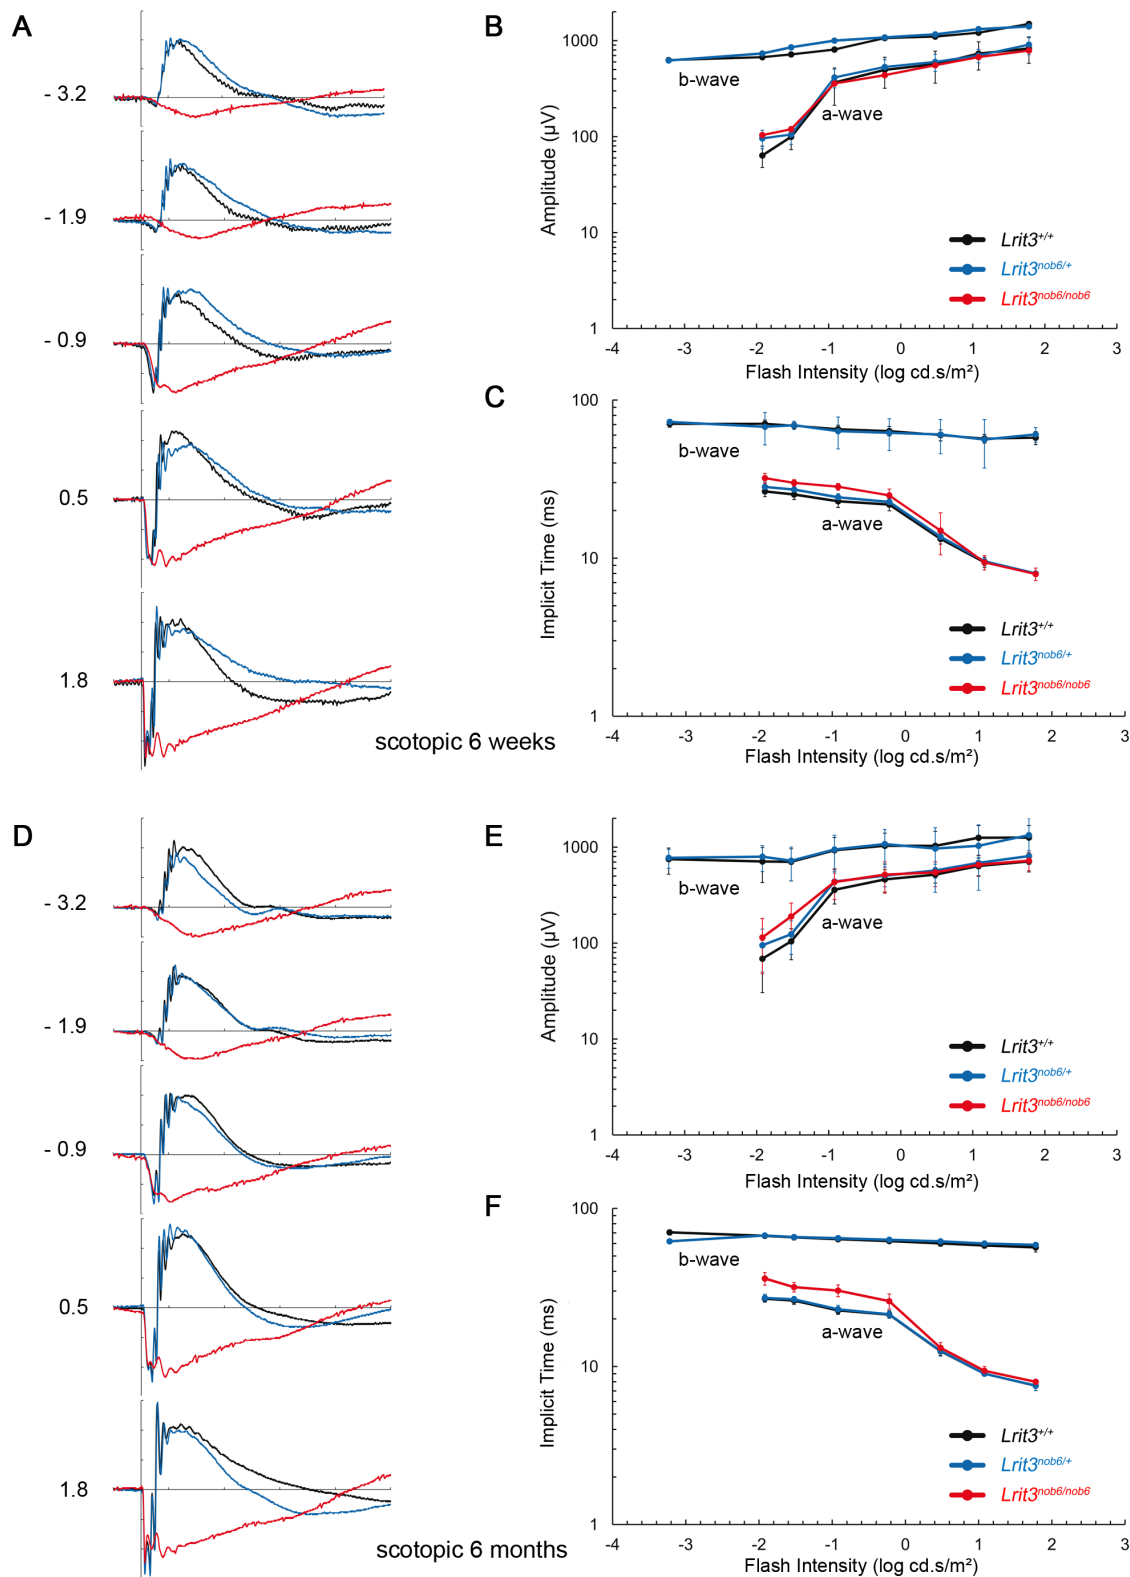 A
- 3.2
- 1.9
- 0.9
0.5
1.8
scotopic 6 weeks
B
1000
100
10
1
Amplitude (µV)
b-wave
a-wave
Lrit3+/+
Lrit3nob6/+
Lrit3nob6/nob6
-4 -3 -2 -1 0 1 2 3
Flash Intensity (log cd.s/m²)
C
100
10
1
Implicit Time (ms)
b-wave
a-wave
Lrit3+/+
Lrit3nob6/+
Lrit3nob6/nob6
-4 -3 -2 -1 0 1 2 3
Flash Intensity (log cd.s/m²)
D
- 3.2
- 1.9
- 0.9
0.5
1.8
scotopic 6 months
E
1000
100
10
1
Amplitude (µV)
b-wave
a-wave
Lrit3+/+
Lrit3nob6/+
Lrit3nob6/nob6
-4 -3 -2 -1 0 1 2 3
Flash Intensity (log cd.s/m²)
F
100
10
1
Implicit Time (ms)
b-wave
a-wave
Lrit3+/+
Lrit3nob6/+
Lrit3nob6/nob6
-4 -3 -2 -1 0 1 2 3
Flash Intensity (log cd.s/m²)